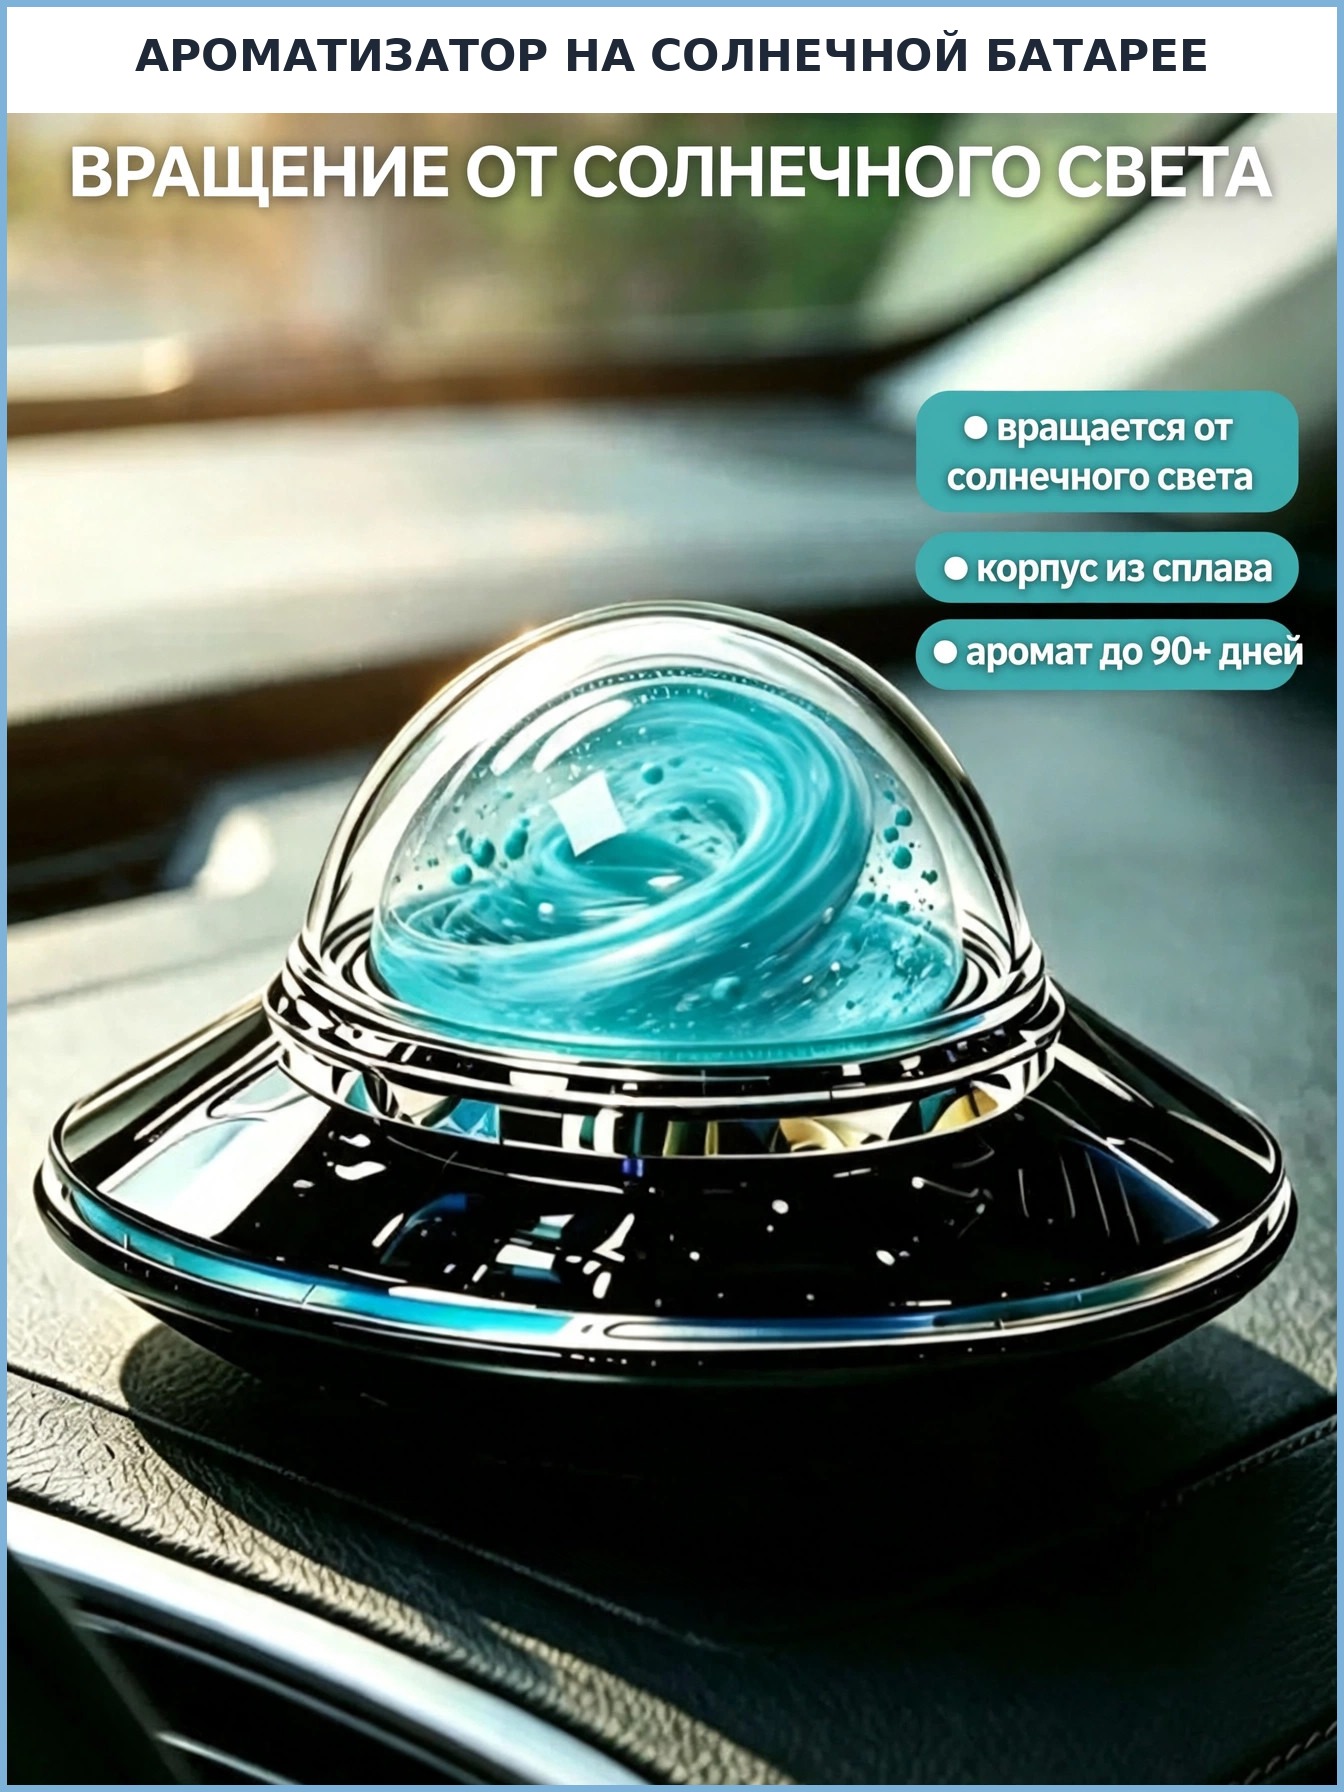 АРОМАТИЗАТОР НА СОЛНЕЧНОЙ БАТАРЕЕ
ВРАЩЕНИЕ ОТ СОЛНЕЧНОГО СВЕТА
● вращается от
солнечного света
● корпус из сплава
● аромат до 90+ дней